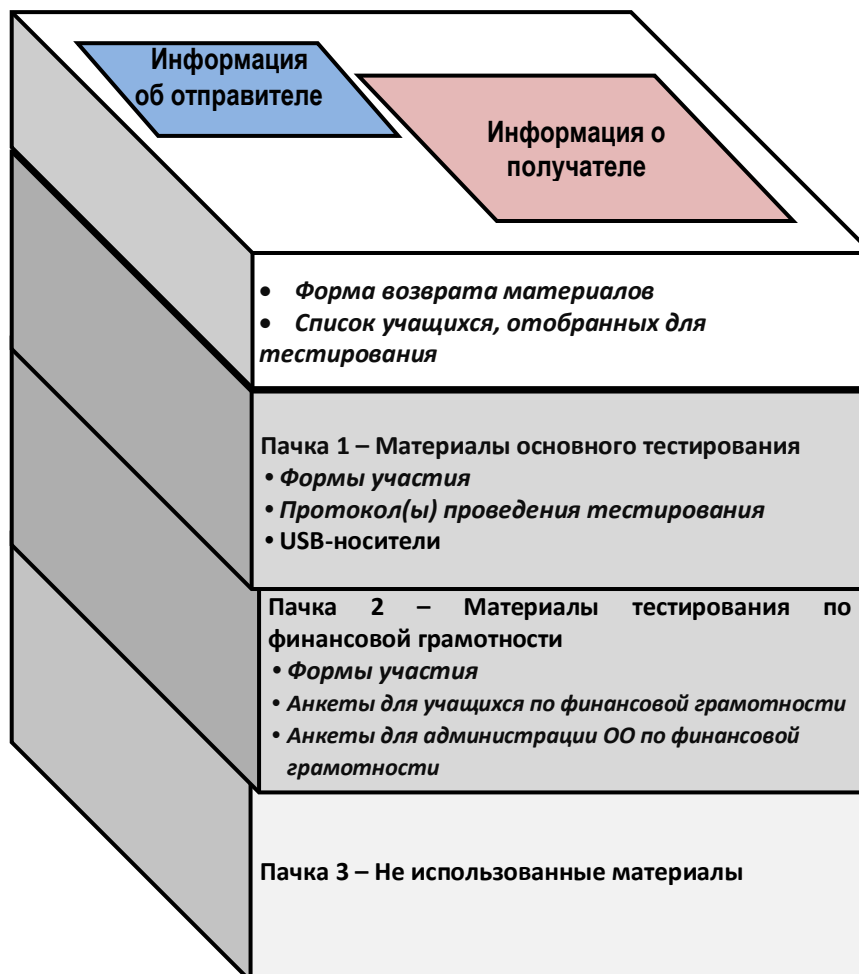 Информация
об отправителе
Информация о
получателе
• Форма возврата материалов
• Список учащихся, отобранных для
тестирования
Пачка 1 – Материалы основного тестирования
• Формы участия
• Протокол(ы) проведения тестирования
• USB-носители
Пачка 2 – Материалы тестирования по
финансовой грамотности
• Формы участия
• Анкеты для учащихся по финансовой грамотности
• Анкеты для администрации ОО по финансовой
грамотности
Пачка 3 – Не использованные материалы